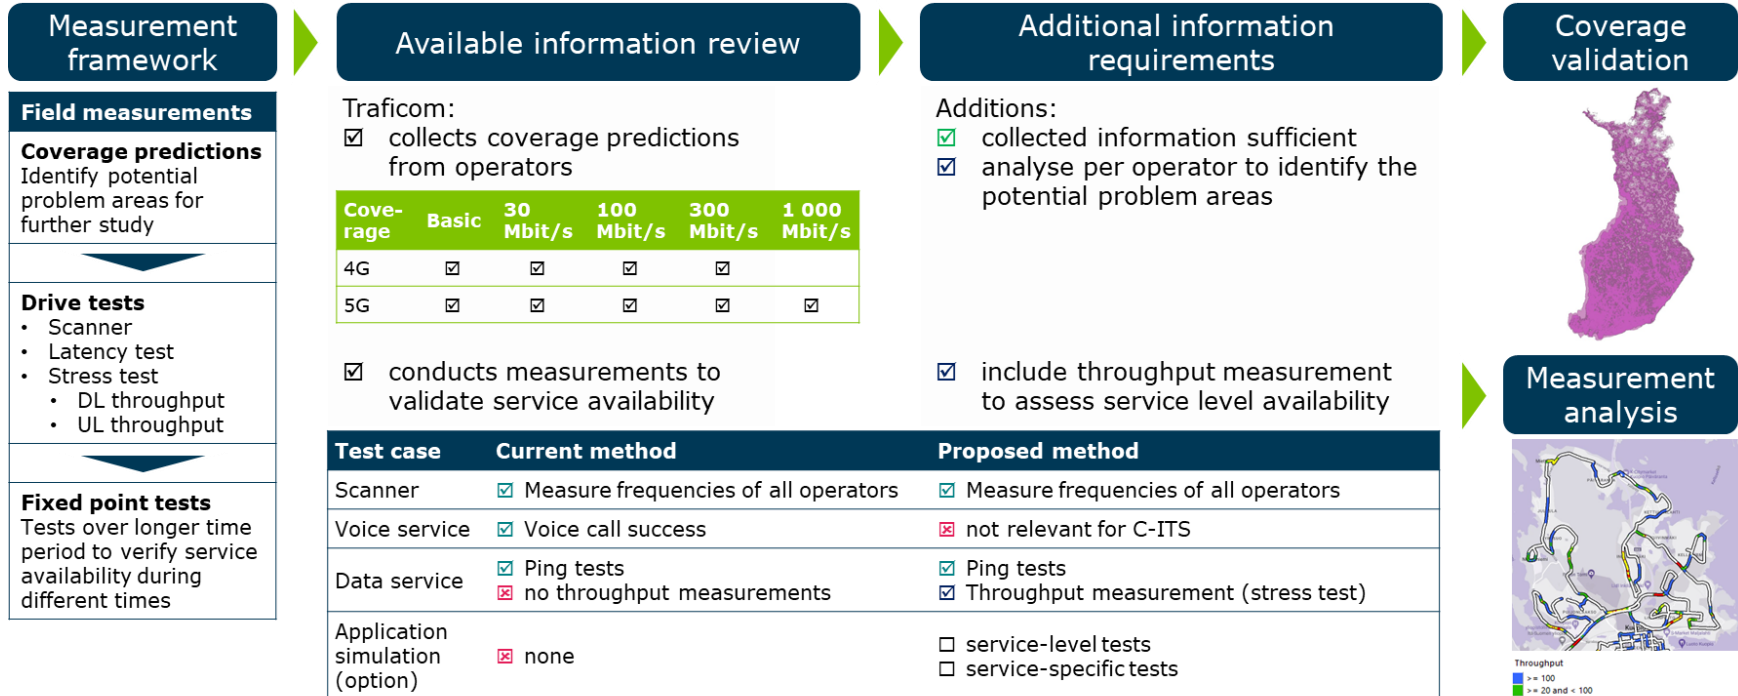 Measurement
framework
Available information review
Additional information
requirements
Coverage
validation
Field measurements
Coverage predictions
Identify potential
problem areas for
further study
Drive tests
• Scanner
• Latency test
• Stress test
• DL throughput
• UL throughput
Fixed point tests
Tests over longer time
period to verify service
availability during
different times
Traficom:
☑ collects coverage predictions
from operators
Cove-
rage
Basic
30
Mbit/s
100
Mbit/s
300
Mbit/s
1 000
Mbit/s
4G ☑ ☑ ☑ ☑
5G ☑ ☑ ☑ ☑ ☑
☑ conducts measurements to
validate service availability
Additions:
☑ collected information sufficient
☑ analyse per operator to identify the
potential problem areas
☑ include throughput measurement
to assess service level availability
Test case Current method Proposed method
Scanner ☑ Measure frequencies of all operators ☑ Measure frequencies of all operators
Voice service ☑ Voice call success ☒ not relevant for C-ITS
Data service
☑ Ping tests
☒ no throughput measurements
☑ Ping tests
☑ Throughput measurement (stress test)
Application
simulation
(option)
☒ none
☐ service-level tests
☐ service-specific tests
Measurement
analysis
Throughput
>= 100
>= 20 and < 100